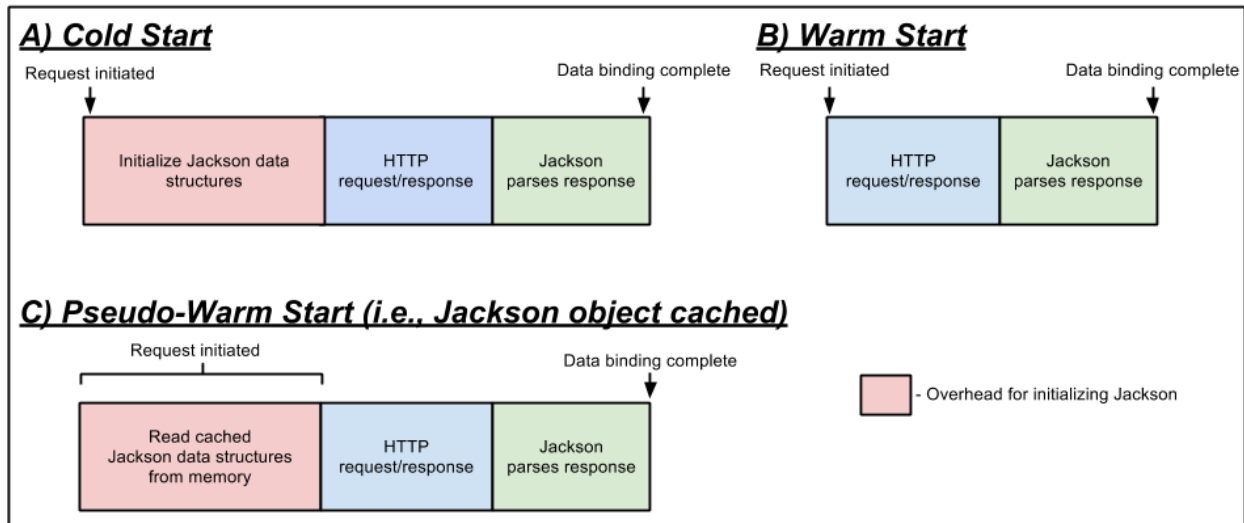 A) Cold Start
Request initiated
Data binding complete
Initialize Jackson data
structures
HTTP
request/response
Jackson
parses response
B) Warm Start
Request initiated
Data binding complete
HTTP
request/response
Jackson
parses response
C) Pseudo-Warm Start (i.e., Jackson object cached)
Request initiated
Data binding complete
Read cached
Jackson data structures
from memory
HTTP
request/response
Jackson
parses response
- Overhead for initializing Jackson